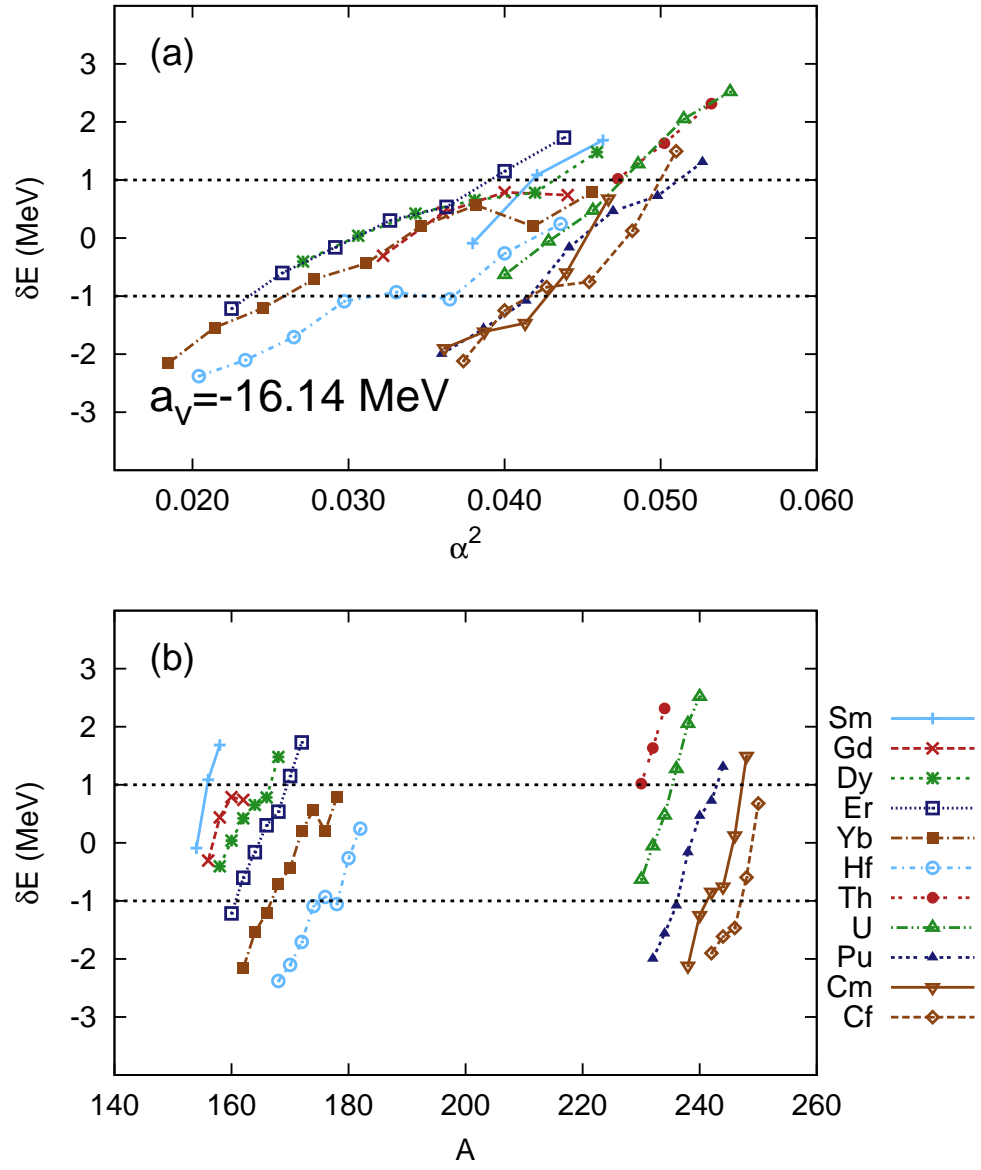 (a)
3
2
1
0
-1
-2
-3
δE (MeV)
a_v=-16.14 MeV
0.020 0.030 0.040 0.050 0.060
α²
(b)
3
2
1
0
-1
-2
-3
δE (MeV)
140 160 180 200 220 240 260
A
Sm
Gd
Dy
Er
Yb
Hf
Th
U
Pu
Cm
Cf